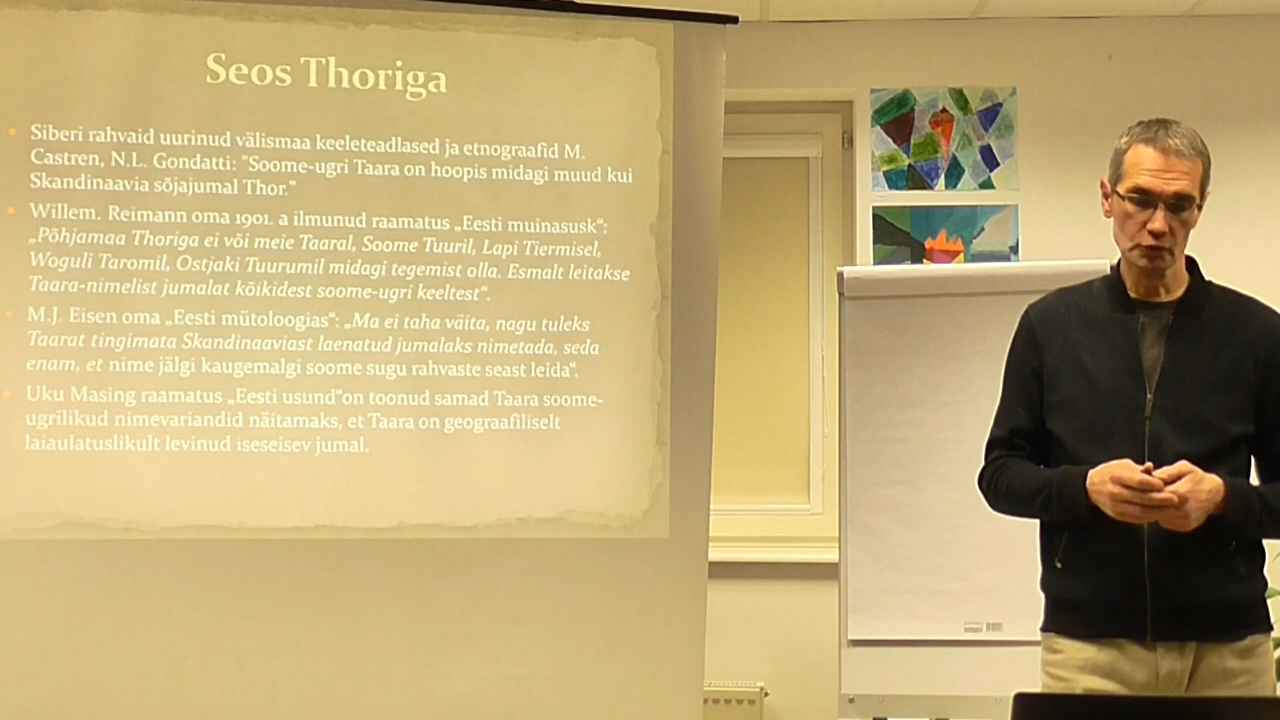 Seos Thoriga
Siberi rahvaid uurinud välismaa keeleteadlased ja etnograafid M.
Castren, N.L. Gondatti: "Soome-ugri Taara on hoopis midagi muud kui
Skandinaavia sõjajumal Thor."
Willem. Reimann oma 1901. a ilmunud raamatus „Eesti muinasusk“:
„Põhjamaa Thoriga ei või meie Taaral, Soome Tuuril, Lapi Tiermisel,
Woguli Taromil, Ostjaki Tuurumil midagi tegemist olla. Esmalt leitakse
Taara-nimelist jumalat kõikidest soome-ugri keeltest“.
M.J. Eisen oma „Eesti mütoloogias“: „Ma ei taha väita, nagu tuleks
Taarat tingimata Skandinaaviast laenatud jumalaks nimetada, seda
enam, et nime jälgi kaugemalgi soome sugu rahvaste seast leida“.
Uku Masing raamatus „Eesti usund“on toonud samad Taara soome-
ugrilikud nimevariandid näitamaks, et Taara on geograafiliselt
laiaulatuslikult levinud iseseisev jumal.